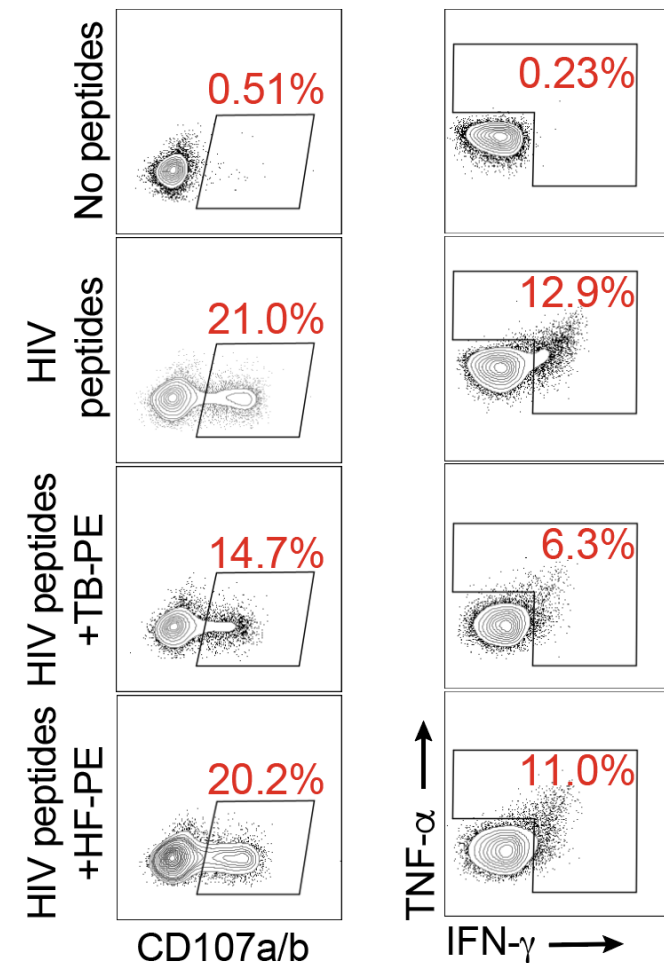 No peptides
0.51%
0.23%
HIV
peptides
21.0%
12.9%
HIV peptides
+TB-PE
14.7%
6.3%
HIV peptides
+HF-PE
20.2%
11.0%
TNF-α
CD107a/b
IFN-γ